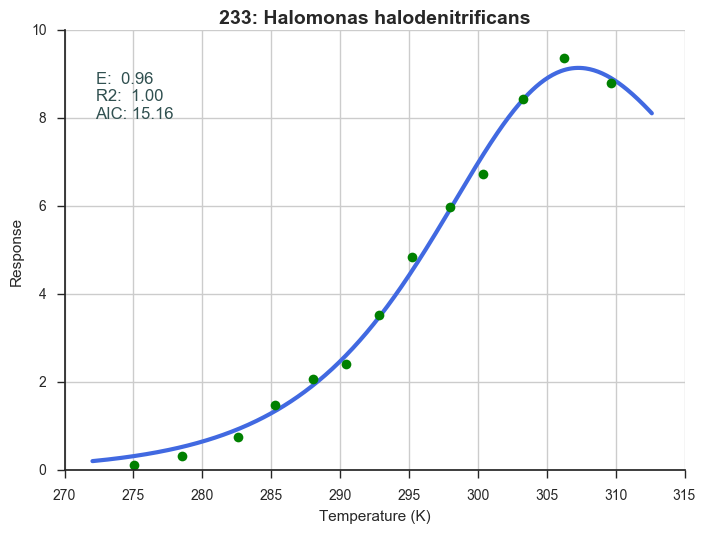 233: Halomonas halodenitrificans
E:  0.96
R2:  1.00
AIC: 15.16
10
8
6
4
2
0
Response
270 275 280 285 290 295 300 305 310 315
Temperature (K)